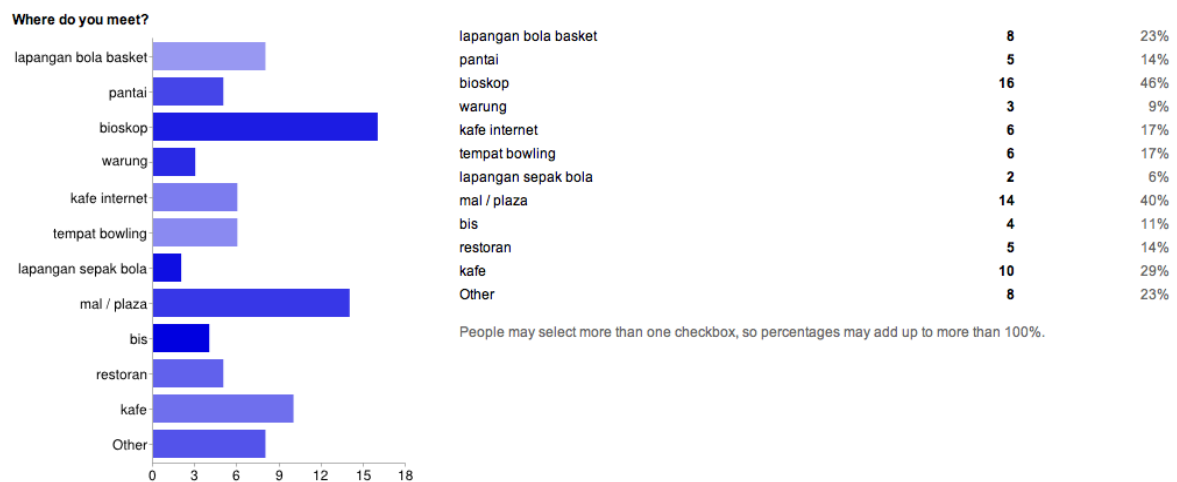 Where do you meet?
lapangan bola basket
pantai
bioskop
warung
kafe internet
tempat bowling
lapangan sepak bola
mal / plaza
bis
restoran
kafe
Other
0 3 6 9 12 15 18
lapangan bola basket 8 23%
pantai 5 14%
bioskop 16 46%
warung 3 9%
kafe internet 6 17%
tempat bowling 6 17%
lapangan sepak bola 2 6%
mal / plaza 14 40%
bis 4 11%
restoran 5 14%
kafe 10 29%
Other 8 23%
People may select more than one checkbox, so percentages may add up to more than 100%.